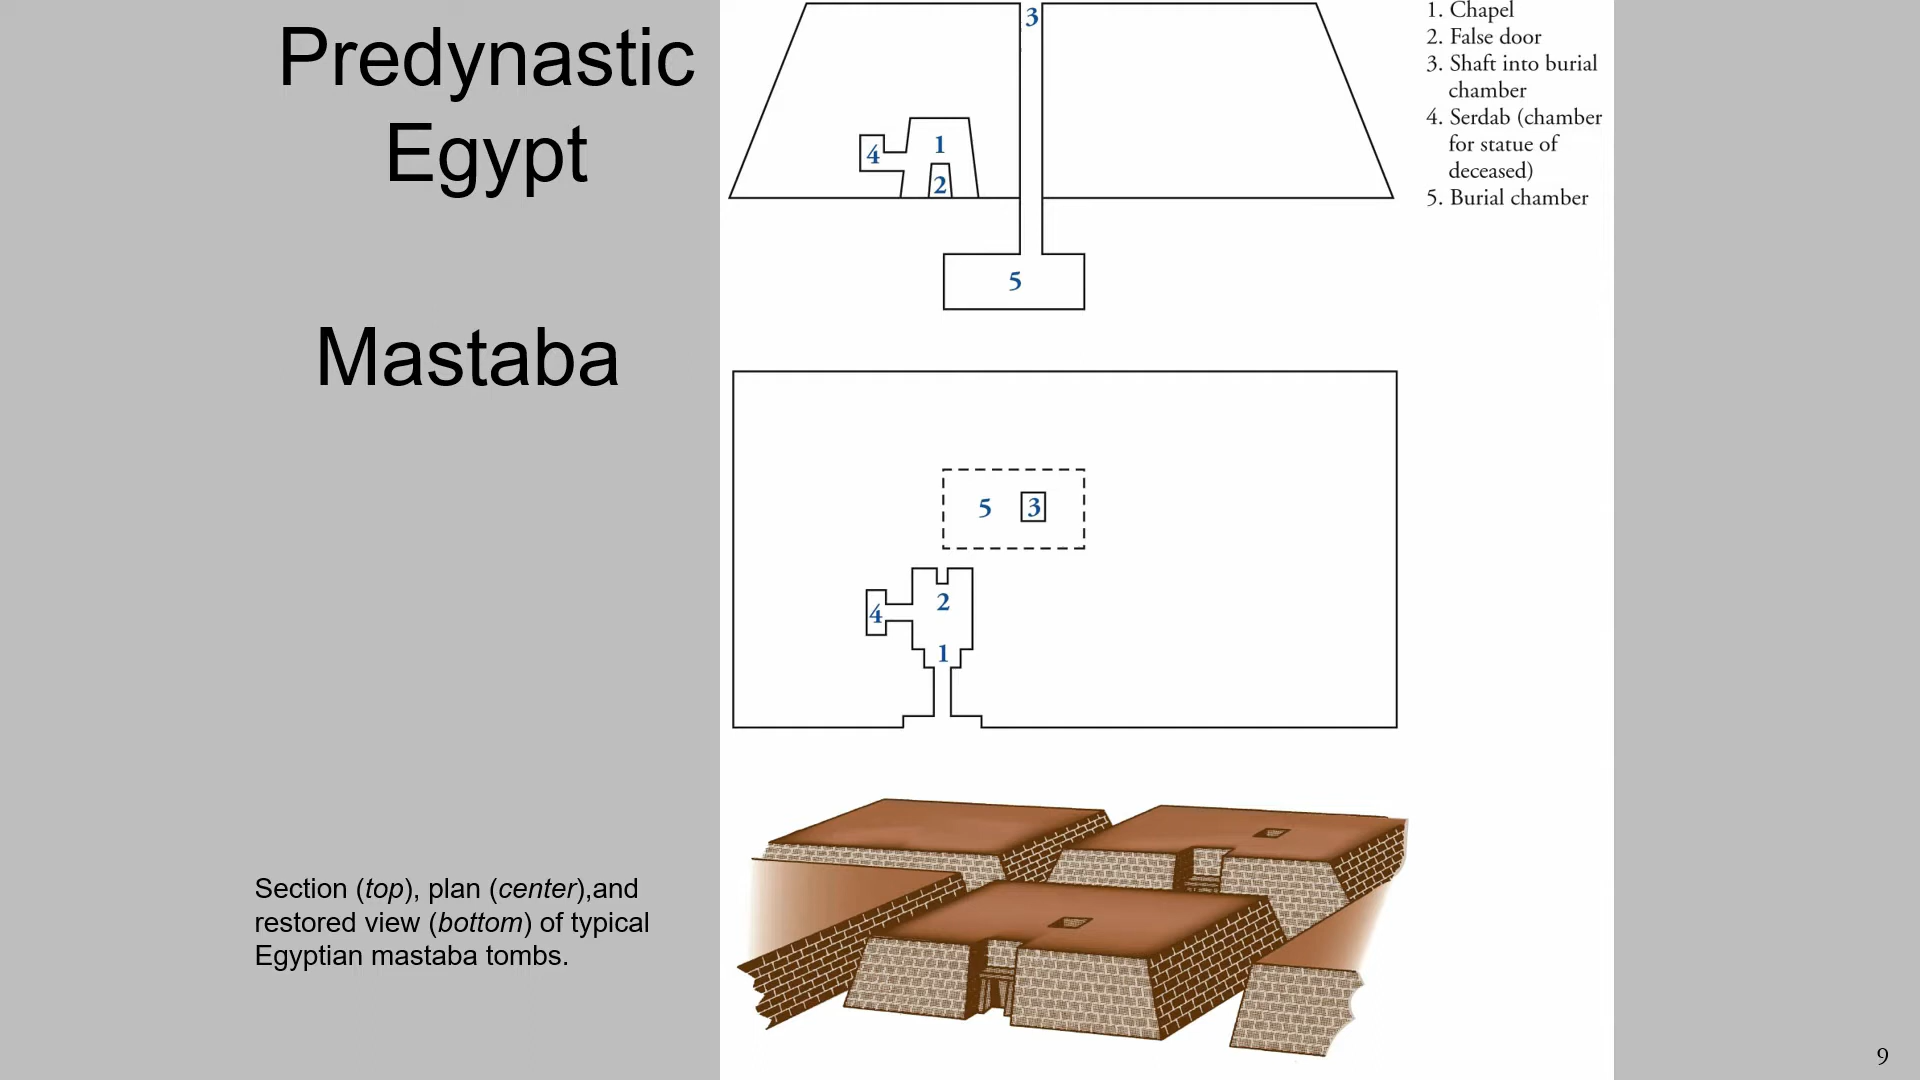 Predynastic
Egypt
Mastaba
Section (top), plan (center),and
restored view (bottom) of typical
Egyptian mastaba tombs.
3
1
4
2
5
1. Chapel
2. False door
3. Shaft into burial
chamber
4. Serdab (chamber
for statue of
deceased)
5. Burial chamber
5 3
2
4
1
9